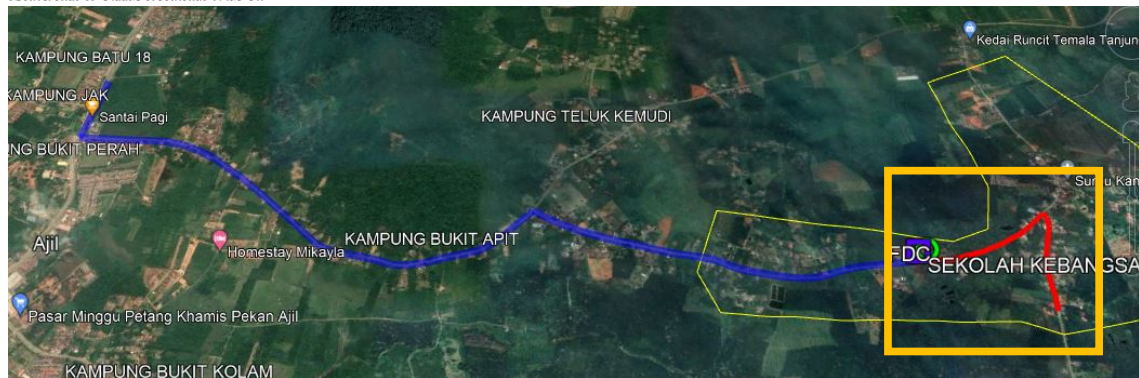 KAMPUNG BATU 18
Kedai Runcit Temala Tanjun
KAMPUNG JAK
Santai Pagi
KAMPUNG TELUK KEMUDI
NG BUKIT PERAH
Ajil
Homestay Mikayla
KAMPUNG BUKIT APIT
FDC
SEKOLAH KEBANGSA
Pasar Minggu Petang Khamis Pekan Ajil
KAMPUNG BUKIT KOLAM